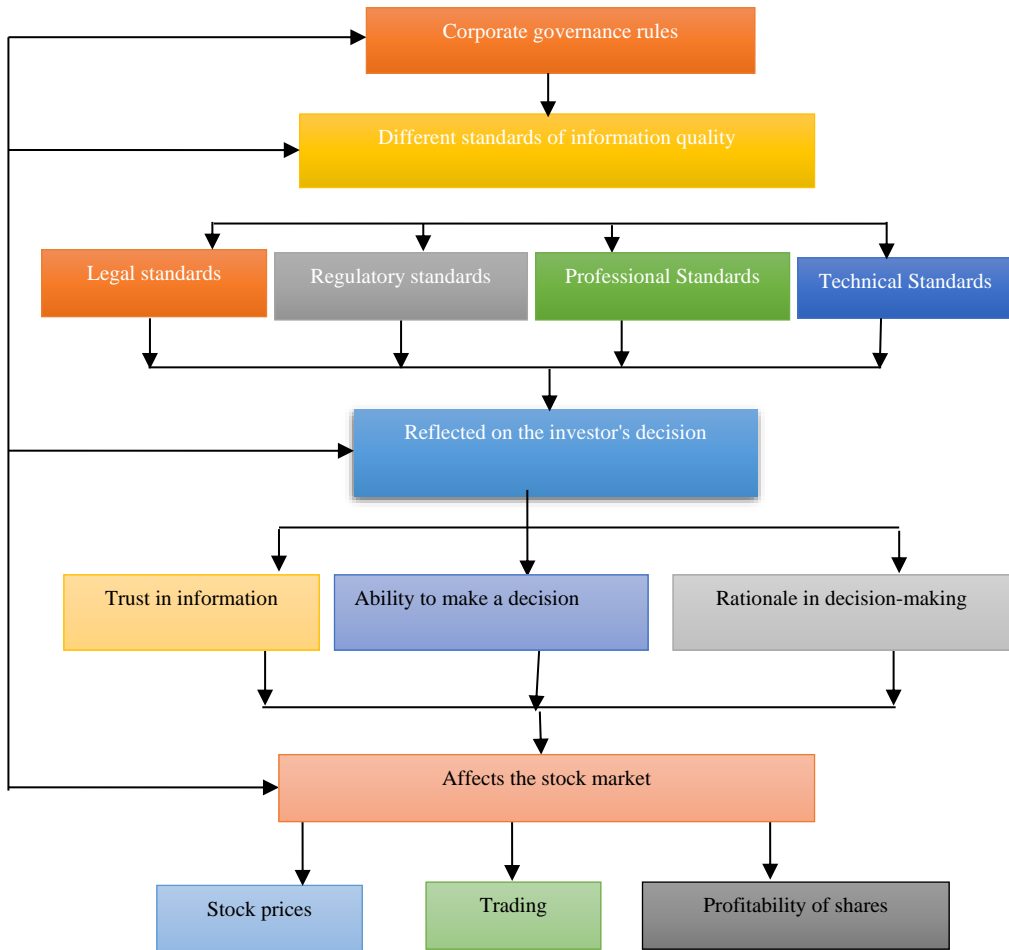 Corporate governance rules
Different standards of information quality
Legal standards
Regulatory standards
Professional Standards
Technical Standards
Reflected on the investor's decision
Trust in information
Ability to make a decision
Rationale in decision-making
Affects the stock market
Stock prices
Trading
Profitability of shares